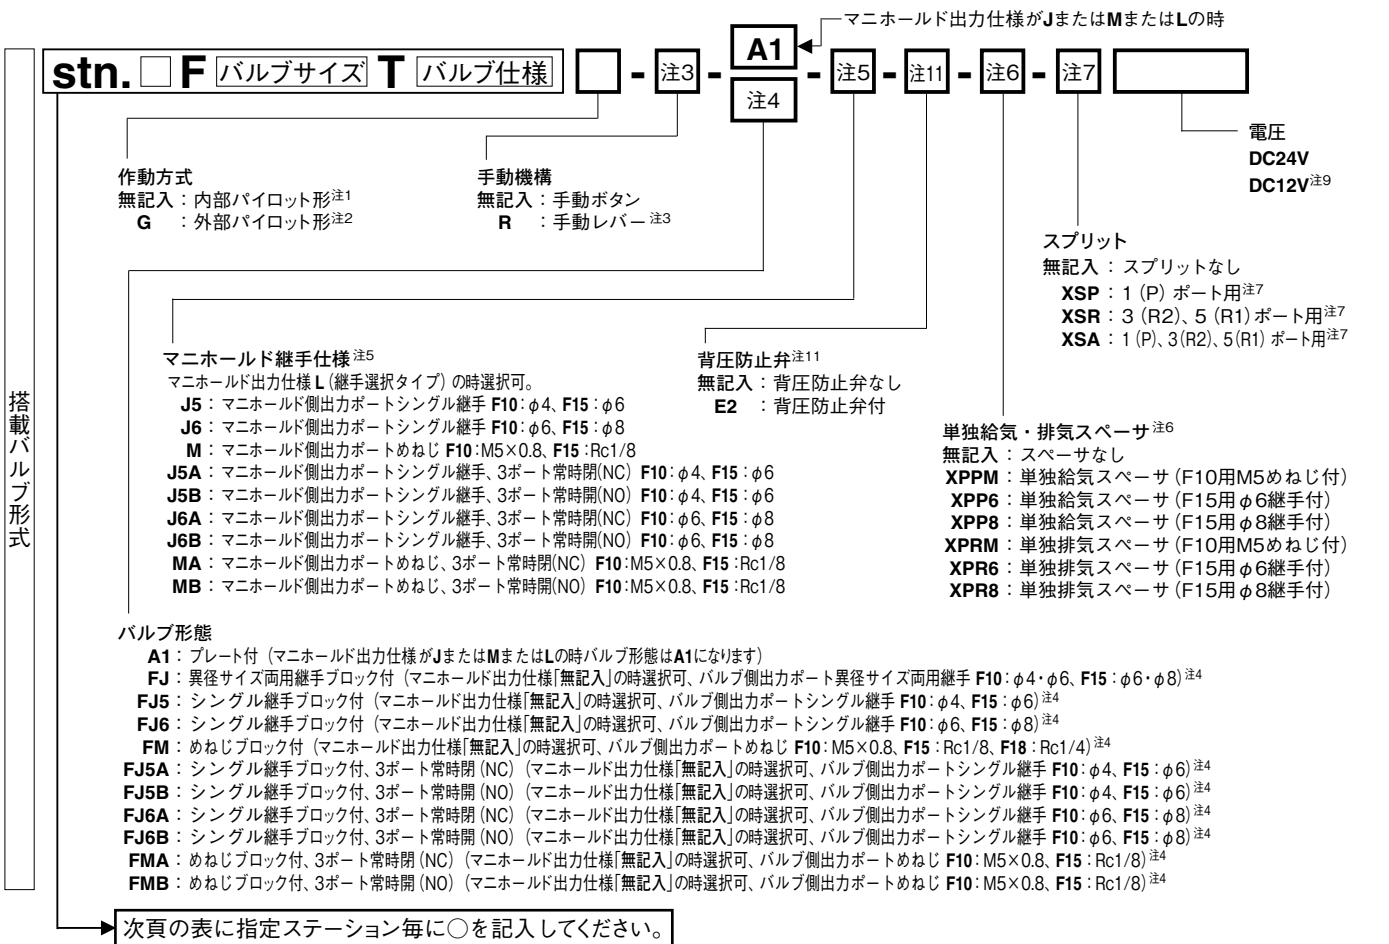 マニホールド出力仕様がJまたはMまたはLの時
stn. □ F バルブサイズ T バルブ仕様 □ - 注3 - A1 注4 - 注5 - 注11 - 注6 - 注7
電圧
DC24V
DC12V注9
作動方式
無記入：内部パイロット形注1
G ：外部パイロット形注2
手動機構
無記入：手動ボタン
R ：手動レバー注3
スプリット
無記入：スプリットなし
XSP：1（P）ポート用注7
XSR：3（R2）、5（R1）ポート用注7
XSA：1（P）、3（R2）、5（R1）ポート用注7
マニホールド継手仕様注5
マニホールド出力仕様L（継手選択タイプ）の時選択可。
J5：マニホールド側出力ポートシングル継手 F10：φ4、F15：φ6
J6：マニホールド側出力ポートシングル継手 F10：φ6、F15：φ8
M：マニホールド側出力ポートめねじ F10：M5×0.8、F15：Rc1/8
J5A：マニホールド側出力ポートシングル継手、3ポート常時閉(NC) F10：φ4、F15：φ6
J5B：マニホールド側出力ポートシングル継手、3ポート常時開(NO) F10：φ4、F15：φ6
J6A：マニホールド側出力ポートシングル継手、3ポート常時閉(NC) F10：φ6、F15：φ8
J6B：マニホールド側出力ポートシングル継手、3ポート常時開(NO) F10：φ6、F15：φ8
MA：マニホールド側出力ポートめねじ、3ポート常時閉(NC) F10：M5×0.8、F15：Rc1/8
MB：マニホールド側出力ポートめねじ、3ポート常時開(NO) F10：M5×0.8、F15：Rc1/8
背圧防止弁注11
無記入：背圧防止弁なし
E2 ：背圧防止弁付
単独給気・排気スペーサ注6
無記入：スペーサなし
XPPM：単独給気スペーサ（F10用M5めねじ付）
XPP6：単独給気スペーサ（F15用φ6継手付）
XPP8：単独給気スペーサ（F15用φ8継手付）
XPRM：単独排気スペーサ（F10用M5めねじ付）
XPR6：単独排気スペーサ（F15用φ6継手付）
XPR8：単独排気スペーサ（F15用φ8継手付）
搭載バルブ形式
バルブ形態
A1：プレート付（マニホールド出力仕様がJまたはMまたはLの時バルブ形態はA1になります）
FJ：異径サイズ両用継手ブロック付（マニホールド出力仕様「無記入」の時選択可、バルブ側出力ポート異径サイズ両用継手 F10：φ4・φ6、F15：φ6・φ8）注4
FJ5：シングル継手ブロック付（マニホールド出力仕様「無記入」の時選択可、バルブ側出力ポートシングル継手 F10：φ4、F15：φ6）注4
FJ6：シングル継手ブロック付（マニホールド出力仕様「無記入」の時選択可、バルブ側出力ポートシングル継手 F10：φ6、F15：φ8）注4
FM：めねじブロック付（マニホールド出力仕様「無記入」の時選択可、バルブ側出力ポートめねじ F10：M5×0.8、F15：Rc1/8、F18：Rc1/4）注4
FJ5A：シングル継手ブロック付、3ポート常時閉（NC）（マニホールド出力仕様「無記入」の時選択可、バルブ側出力ポートシングル継手 F10：φ4、F15：φ6）注4
FJ5B：シングル継手ブロック付、3ポート常時開（NO）（マニホールド出力仕様「無記入」の時選択可、バルブ側出力ポートシングル継手 F10：φ4、F15：φ6）注4
FJ6A：シングル継手ブロック付、3ポート常時閉（NC）（マニホールド出力仕様「無記入」の時選択可、バルブ側出力ポートシングル継手 F10：φ6、F15：φ8）注4
FJ6B：シングル継手ブロック付、3ポート常時開（NO）（マニホールド出力仕様「無記入」の時選択可、バルブ側出力ポートシングル継手 F10：φ6、F15：φ8）注4
FMA：めねじブロック付、3ポート常時閉（NC）（マニホールド出力仕様「無記入」の時選択可、バルブ側出力ポートめねじ F10：M5×0.8、F15：Rc1/8）注4
FMB：めねじブロック付、3ポート常時開（NO）（マニホールド出力仕様「無記入」の時選択可、バルブ側出力ポートめねじ F10：M5×0.8、F15：Rc1/8）注4
次頁の表に指定ステーション毎に○を記入してください。